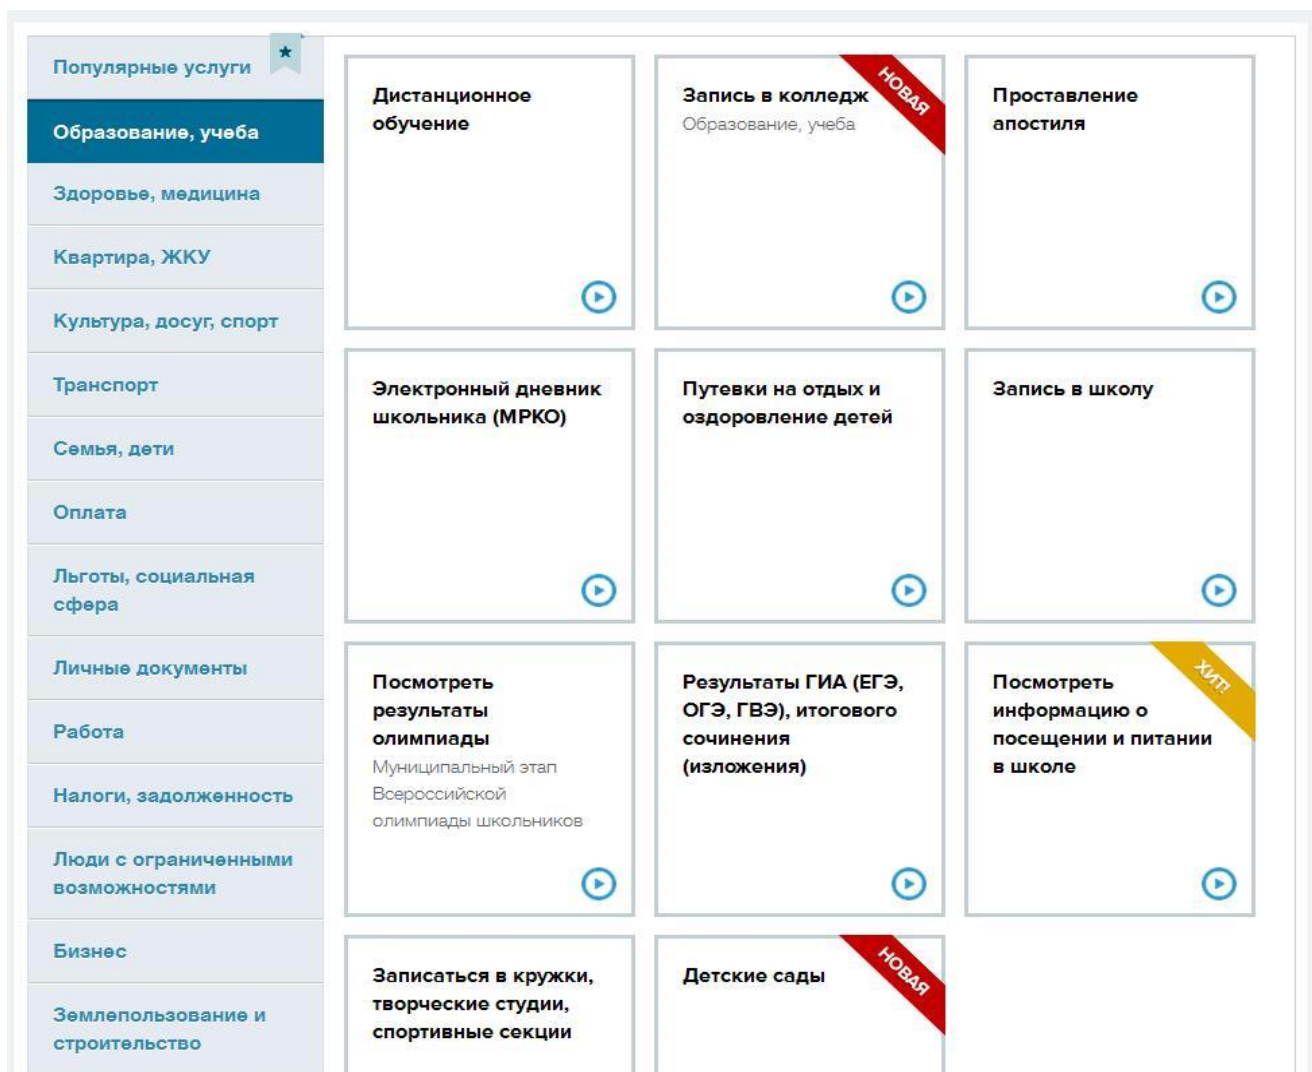 Популярные услуги
Образование, учеба
Здоровье, медицина
Квартира, ЖКУ
Культура, досуг, спорт
Транспорт
Семья, дети
Оплата
Льготы, социальная
сфера
Личные документы
Работа
Налоги, задолженность
Люди с ограниченными
возможностями
Бизнес
Землепользование и
строительство
Дистанционное
обучение
Запись в колледж
Образование, учеба
НОВАЯ
Проставление
апостиля
Электронный дневник
школьника (МРКО)
Путевки на отдых и
оздоровление детей
Запись в школу
Посмотреть
результаты
олимпиады
Муниципальный этап
Всероссийской
олимпиады школьников
Результаты ГИА (ЕГЭ,
ОГЭ, ГВЭ), итогового
сочинения
(изложения)
Посмотреть
информацию о
посещении и питании
в школе
ХИТ!
Записаться в кружки,
творческие студии,
спортивные секции
Детские сады
НОВАЯ